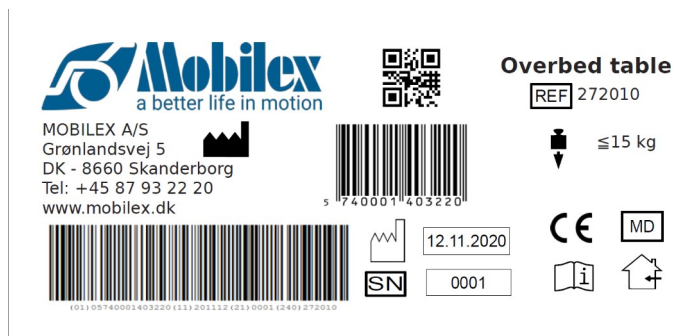 Mobilex
a better life in motion
MOBILEX A/S
Grønlandsvej 5
DK - 8660 Skanderborg
Tel: +45 87 93 22 20
www.mobilex.dk
(01)05740001403220(11)201112(21)0001(240)272010
5 740001 403220
12.11.2020
SN 0001
Overbed table
REF 272010
≦15 kg
CE MD
i